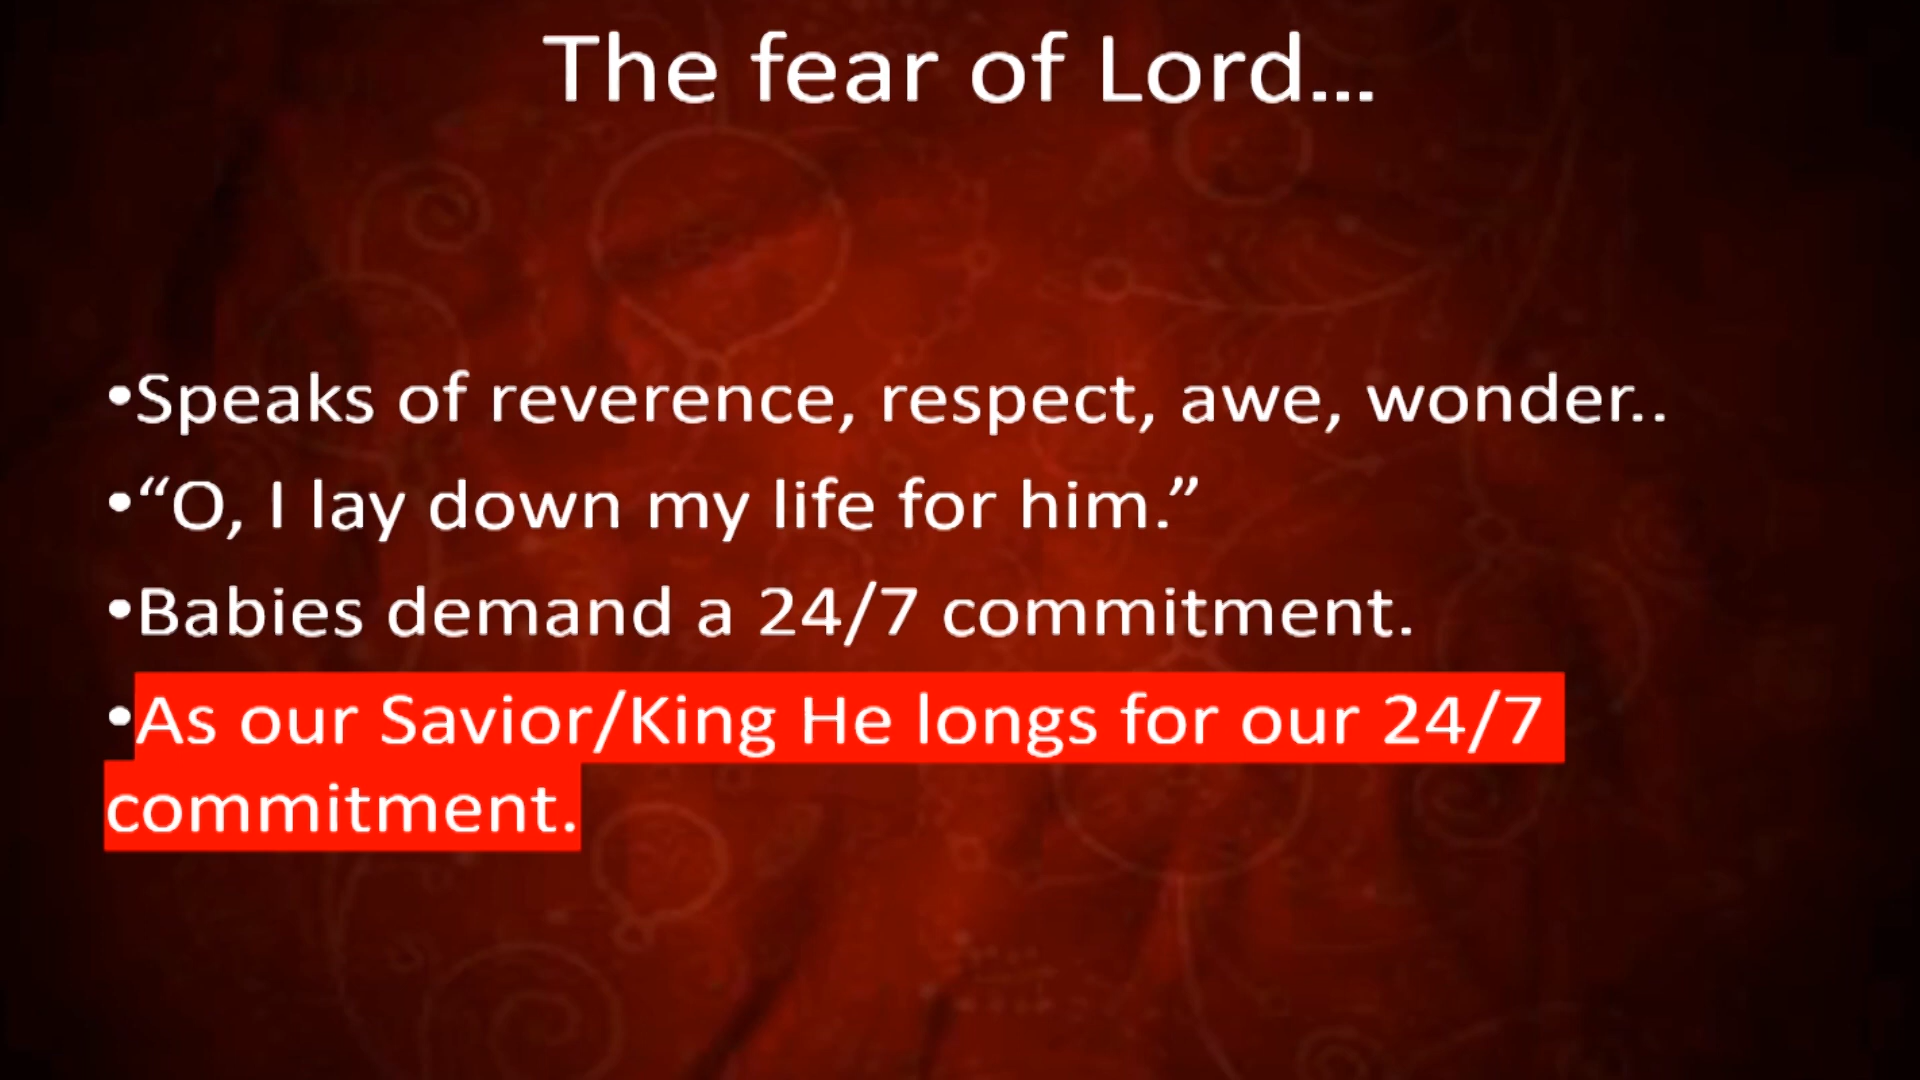 The fear of Lord...
•Speaks of reverence, respect, awe, wonder..
•“O, I lay down my life for him.”
•Babies demand a 24/7 commitment.
•As our Savior/King He longs for our 24/7
commitment.